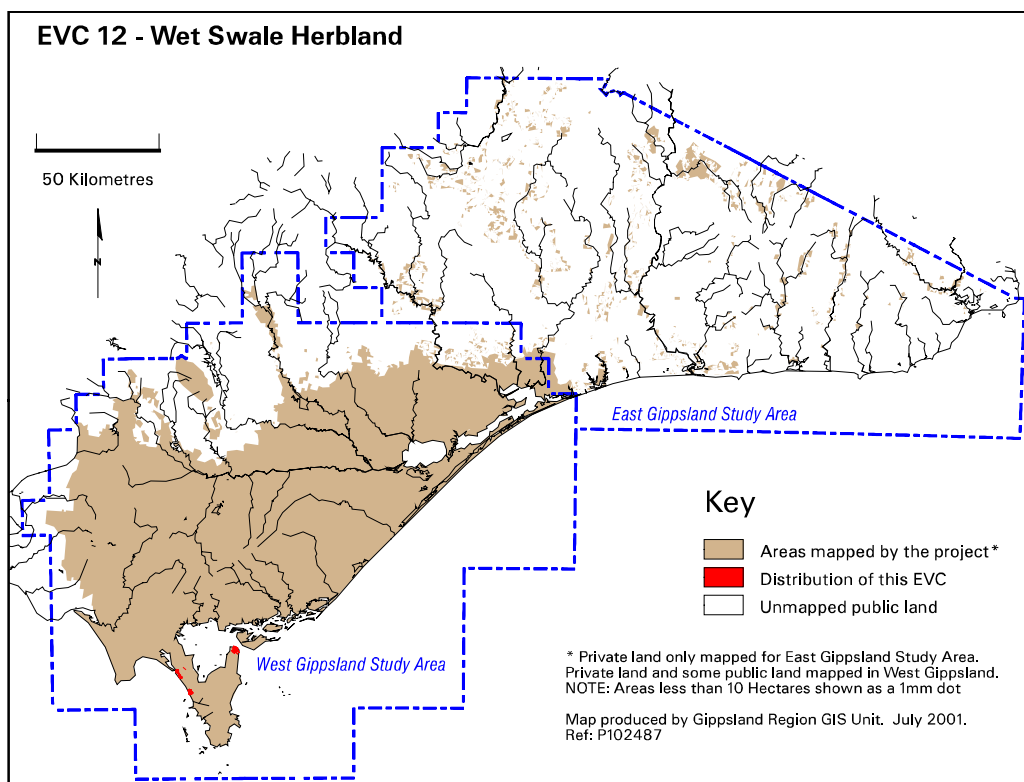 EVC 12 - Wet Swale Herbland
50 Kilometres
N
East Gippsland Study Area
West Gippsland Study Area
Key
Areas mapped by the project*
Distribution of this EVC
Unmapped public land
* Private land only mapped for East Gippsland Study Area.
Private land and some public land mapped in West Gippsland.
NOTE: Areas less than 10 Hectares shown as a 1mm dot
Map produced by Gippsland Region GIS Unit. July 2001.
Ref: P102487